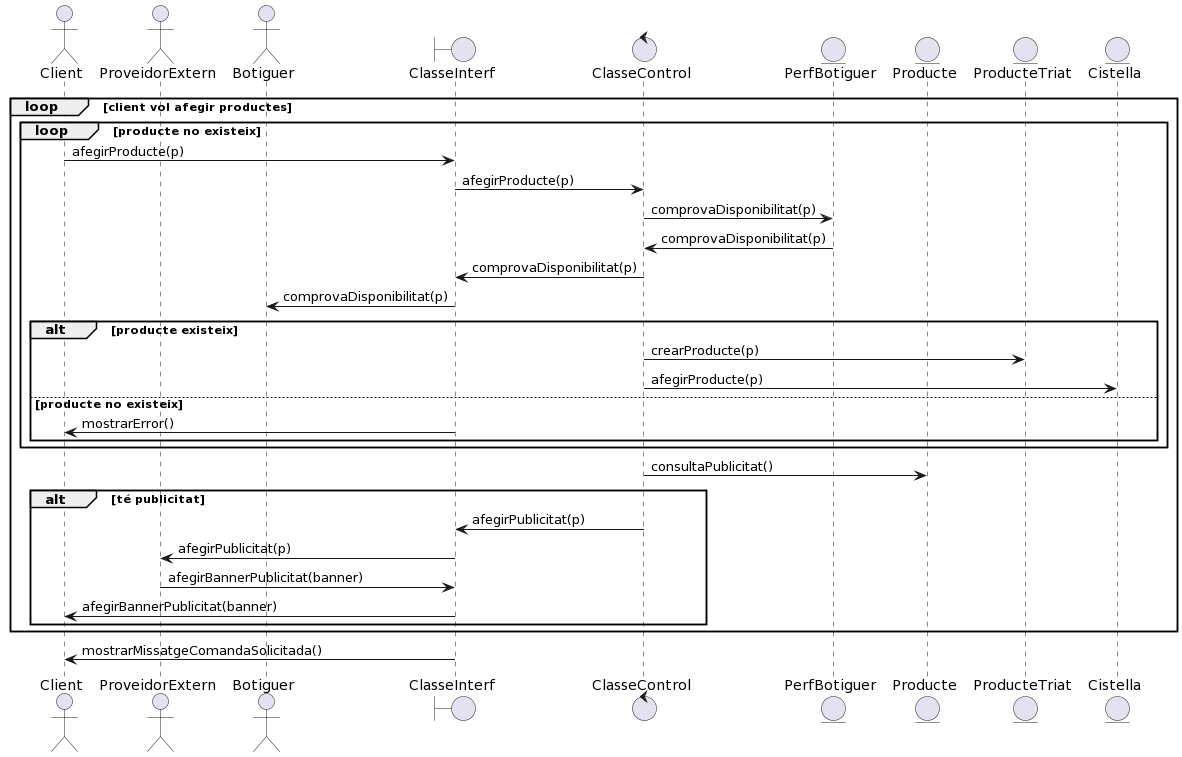 Client ProveidorExtern Botiguer ClasseInterf ClasseControl PerfBotiguer Producte ProducteTriat Cistella
loop [client vol afegir productes]
loop [producte no existeix]
afegirProducte(p)
afegirProducte(p)
comprovaDisponibilitat(p)
comprovaDisponibilitat(p)
comprovaDisponibilitat(p)
comprovaDisponibilitat(p)
alt [producte existeix]
crearProducte(p)
afegirProducte(p)
[producte no existeix]
mostrarError()
consultaPublicitat()
alt [té publicitat]
afegirPublicitat(p)
afegirPublicitat(p)
afegirBannerPublicitat(banner)
afegirBannerPublicitat(banner)
mostrarMissatgeComandaSolicitada()
Client ProveidorExtern Botiguer ClasseInterf ClasseControl PerfBotiguer Producte ProducteTriat Cistella